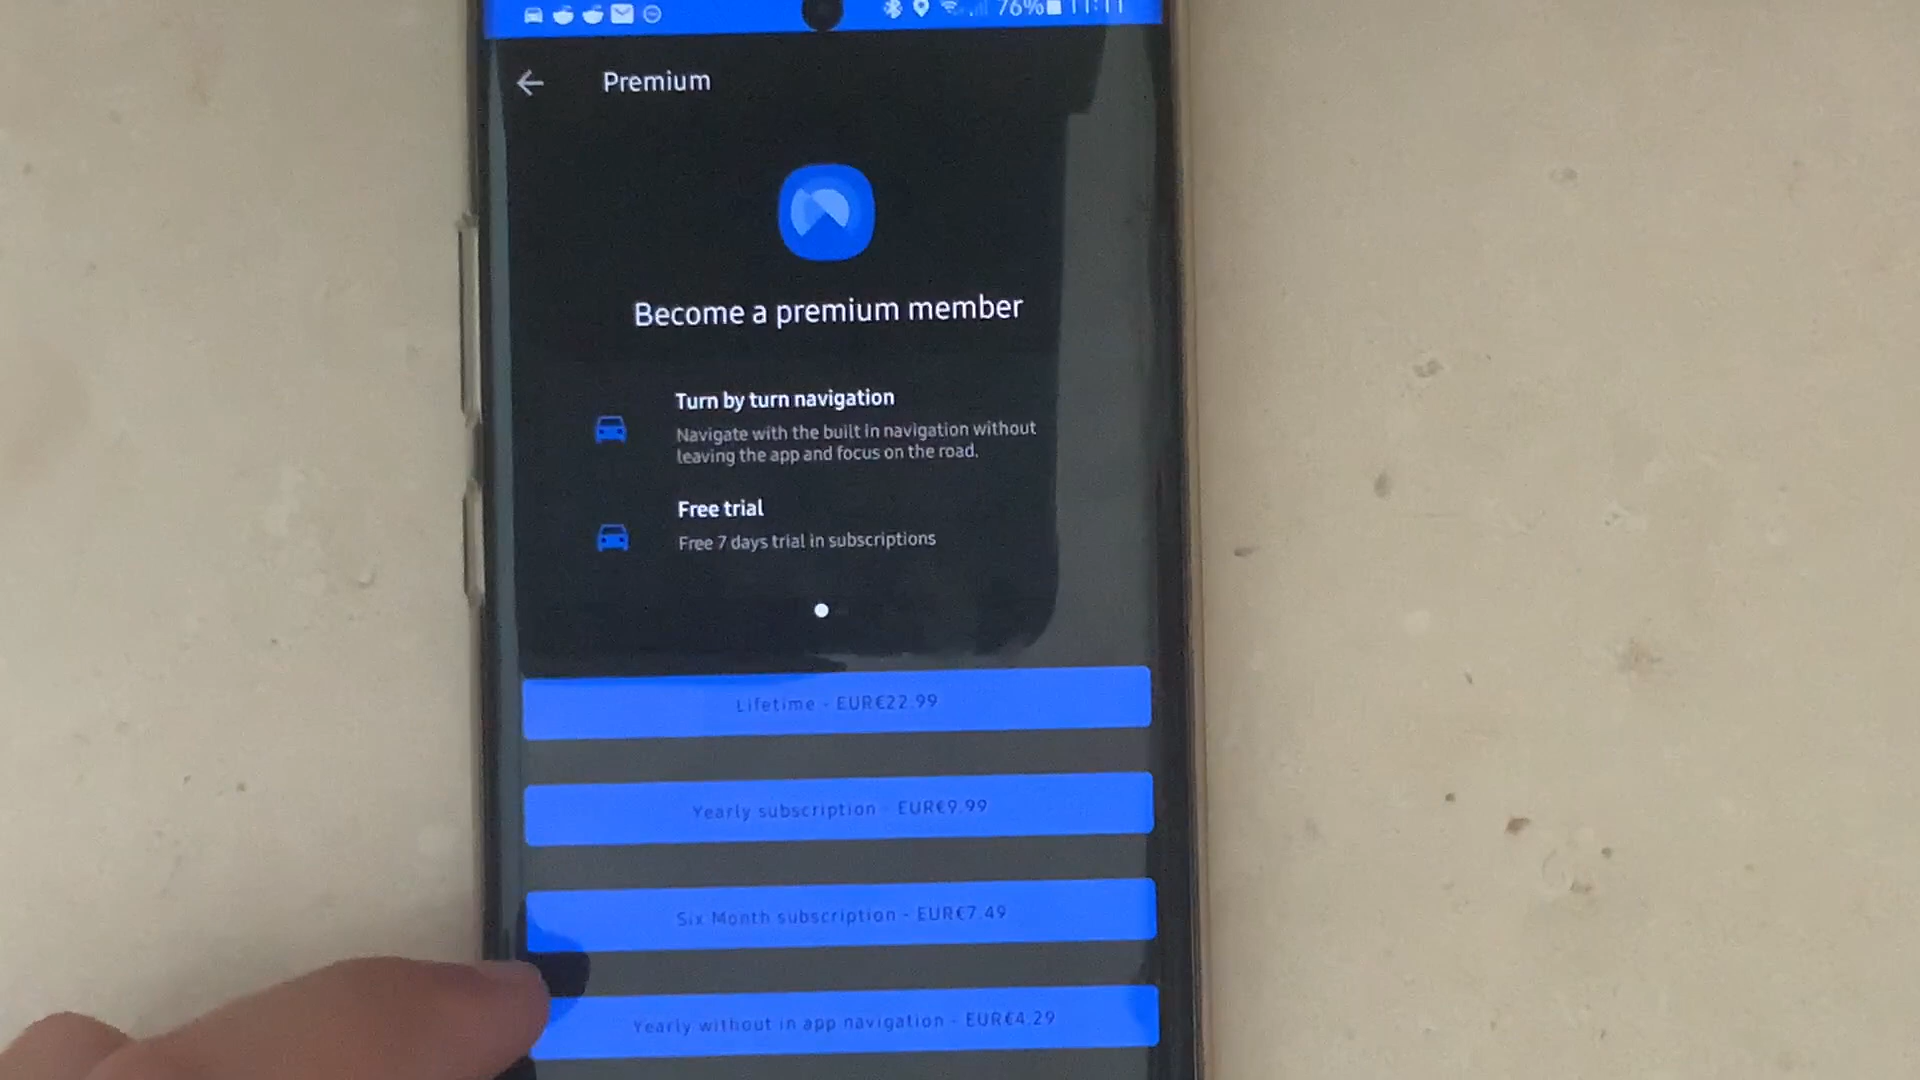 76% 11:11
Premium
Become a premium member
Turn by turn navigation
Navigate with the built in navigation without
leaving the app and focus on the road.
Free trial
Free 7 days trial in subscriptions
Lifetime - EUR€22.99
Yearly subscription - EUR€9.99
Six Month subscription - EUR€7.49
Yearly without in app navigation - EUR€4.29